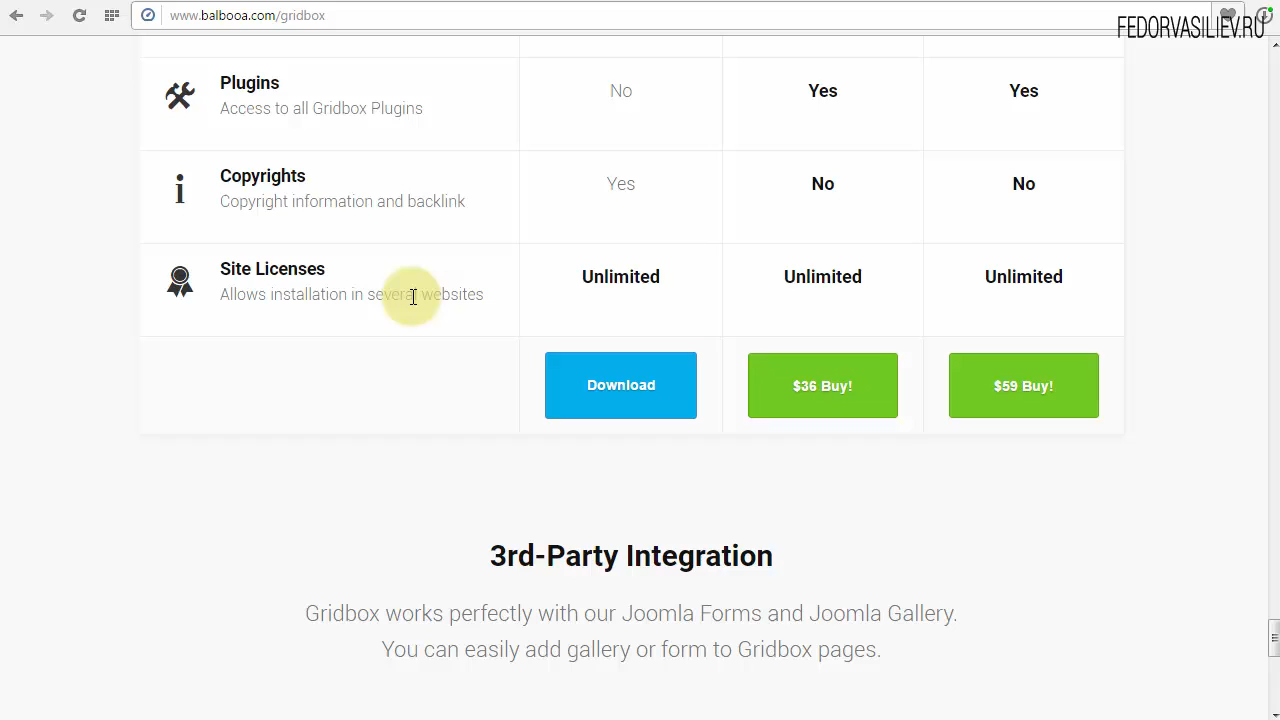 www.balbooa.com/gridbox
FEDORVASILIEV.RU
Plugins
Access to all Gridbox Plugins
No
Yes
Yes
Copyrights
Copyright information and backlink
Yes
No
No
Site Licenses
Allows installation in several websites
Unlimited
Unlimited
Unlimited
Download
$36 Buy!
$59 Buy!
3rd-Party Integration
Gridbox works perfectly with our Joomla Forms and Joomla Gallery.
You can easily add gallery or form to Gridbox pages.